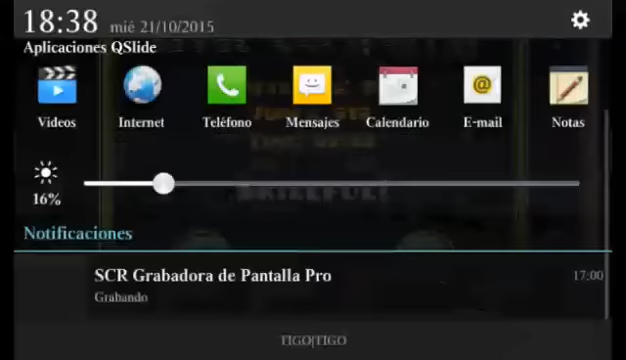 18:38 mié 21/10/2015
Aplicaciones QSlide
Videos Internet Teléfono Mensajes Calendario E-mail Notas
16%
Notificaciones
SCR Grabadora de Pantalla Pro 17:00
Grabando
TIGO|TIGO